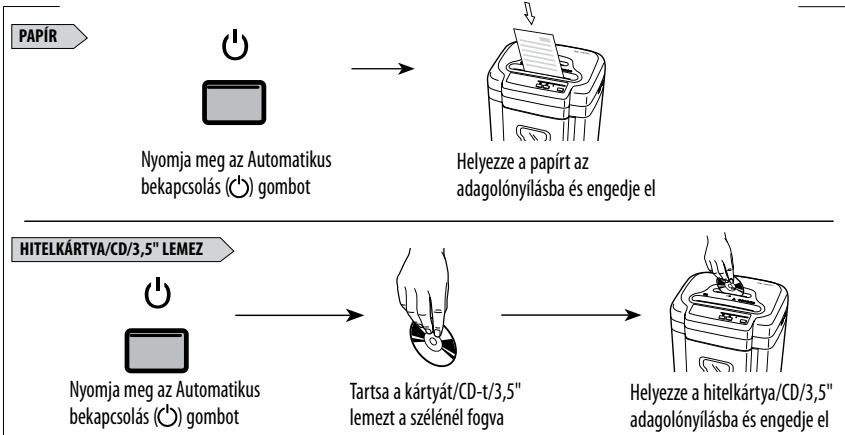 PAPÍR
Nyomja meg az Automatikus
bekapcsolás (⏻) gombot
Helyezze a papírt az
adagolónyílásba és engedje el
HITELKÁRTYA/CD/3,5" LEMEZ
Nyomja meg az Automatikus
bekapcsolás (⏻) gombot
Tartsa a kártyát/CD-t/3,5"
lemezt a szélénél fogva
Helyezze a hitelkártya/CD/3,5"
adagolónyílásba és engedje el